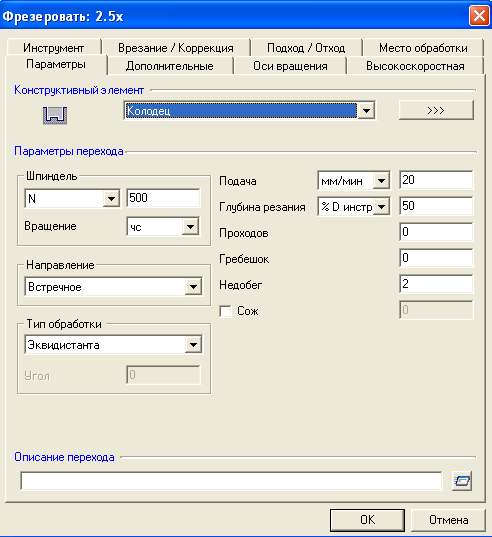 Фрезеровать: 2.5x
Инструмент Врезание / Коррекция Подход / Отход Место обработки
Параметры Дополнительные Оси вращения Высокоскоростная
Конструктивный элемент
Колодец >>>
Параметры перехода
Шпиндель
N 500
Вращение чс
Направление
Встречное
Тип обработки
Эквидистанта
Угол 0
Подача мм/мин 20
Глубина резания % D инстр 50
Проходов 0
Гребешок 0
Недобег 2
Сож 0
Описание перехода
OK Отмена